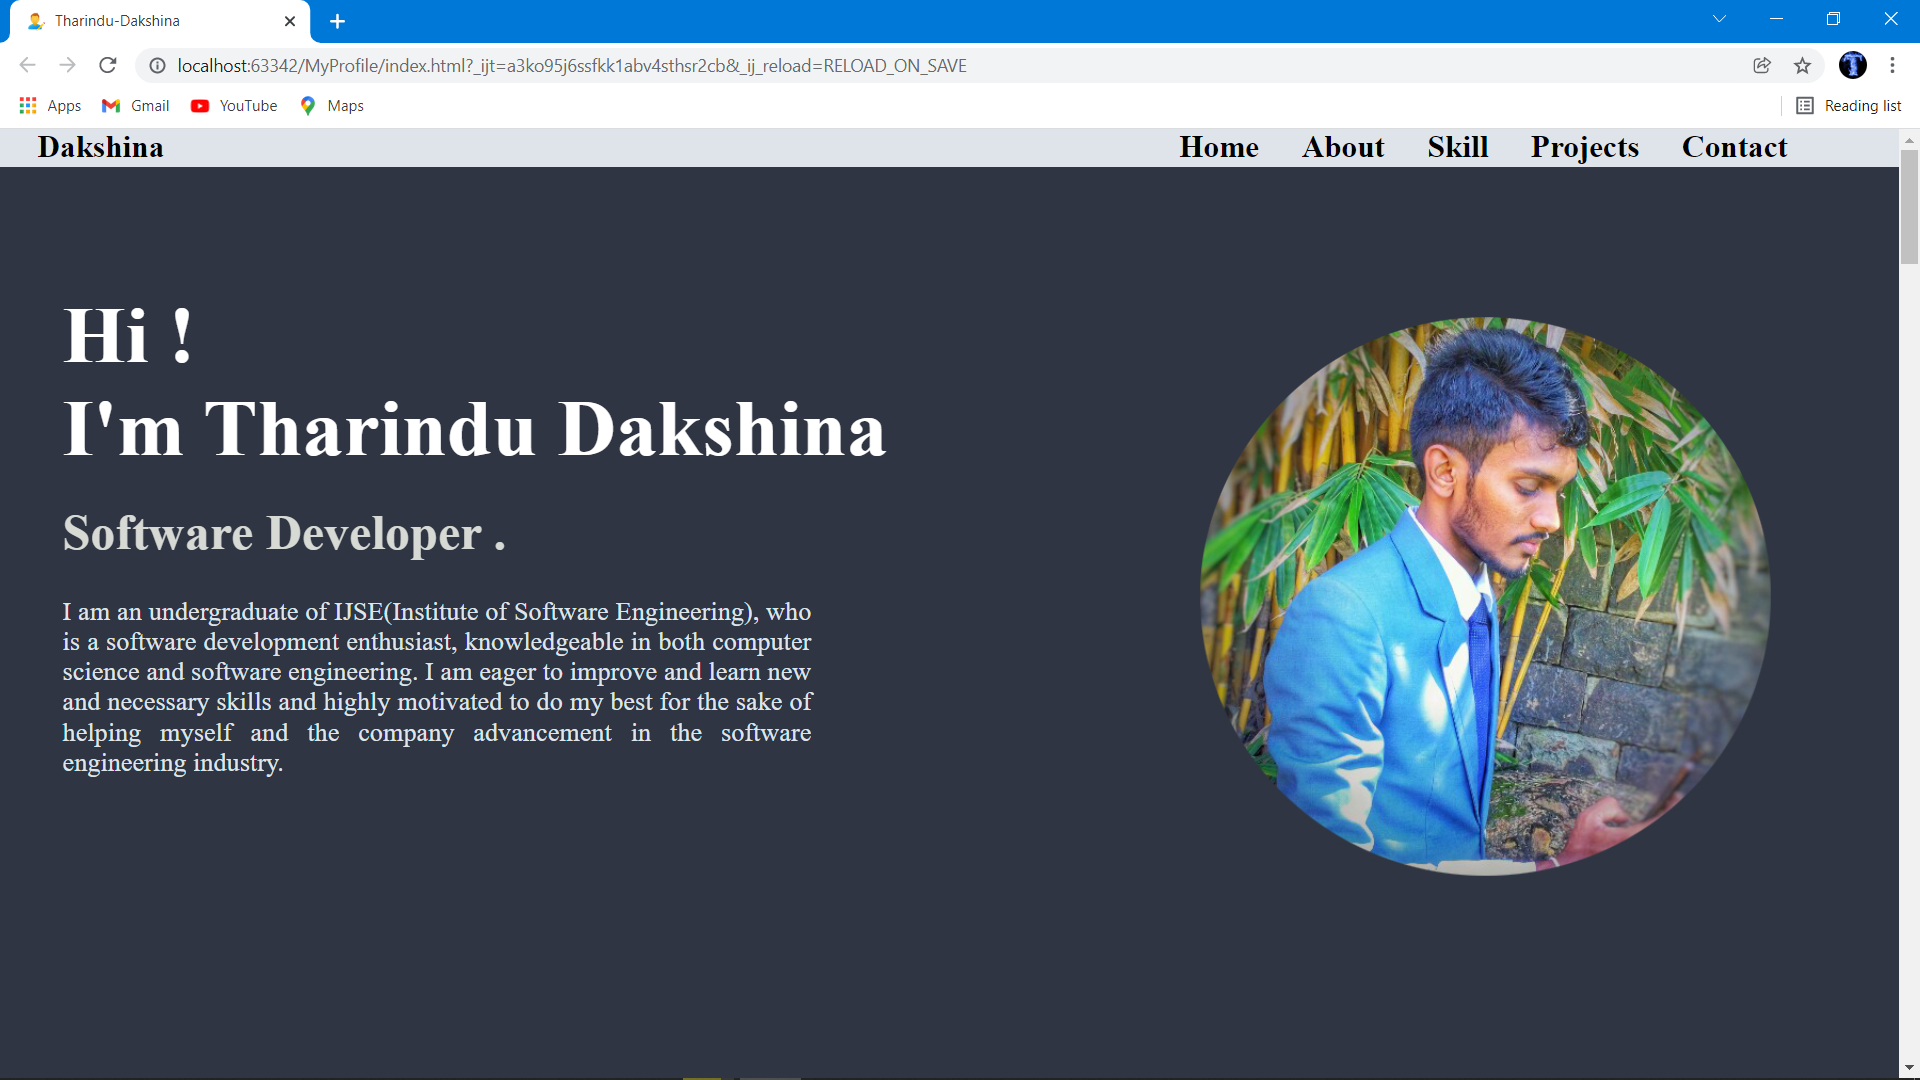 Tharindu-Dakshina
localhost:63342/MyProfile/index.html?_ijt=a3ko95j6ssfkk1abv4sthsr2cb&_ij_reload=RELOAD_ON_SAVE
Apps Gmail YouTube Maps Reading list
Dakshina Home About Skill Projects Contact
Hi !
I'm Tharindu Dakshina
Software Developer .
I am an undergraduate of IJSE(Institute of Software Engineering), who
is a software development enthusiast, knowledgeable in both computer
science and software engineering. I am eager to improve and learn new
and necessary skills and highly motivated to do my best for the sake of
helping myself and the company advancement in the software
engineering industry.